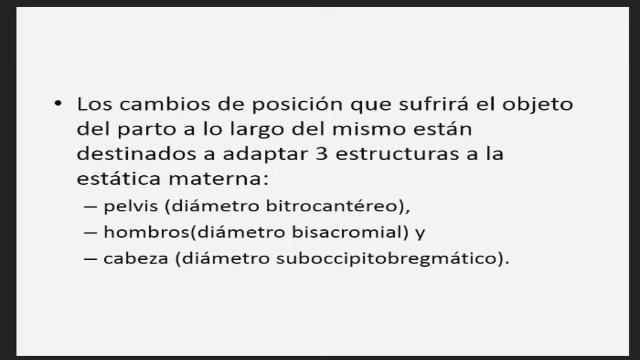 • Los cambios de posición que sufrirá el objeto
del parto a lo largo del mismo están
destinados a adaptar 3 estructuras a la
estática materna:
– pelvis (diámetro bitrocantéreo),
– hombros(diámetro bisacromial) y
– cabeza (diámetro suboccipitobregmático).